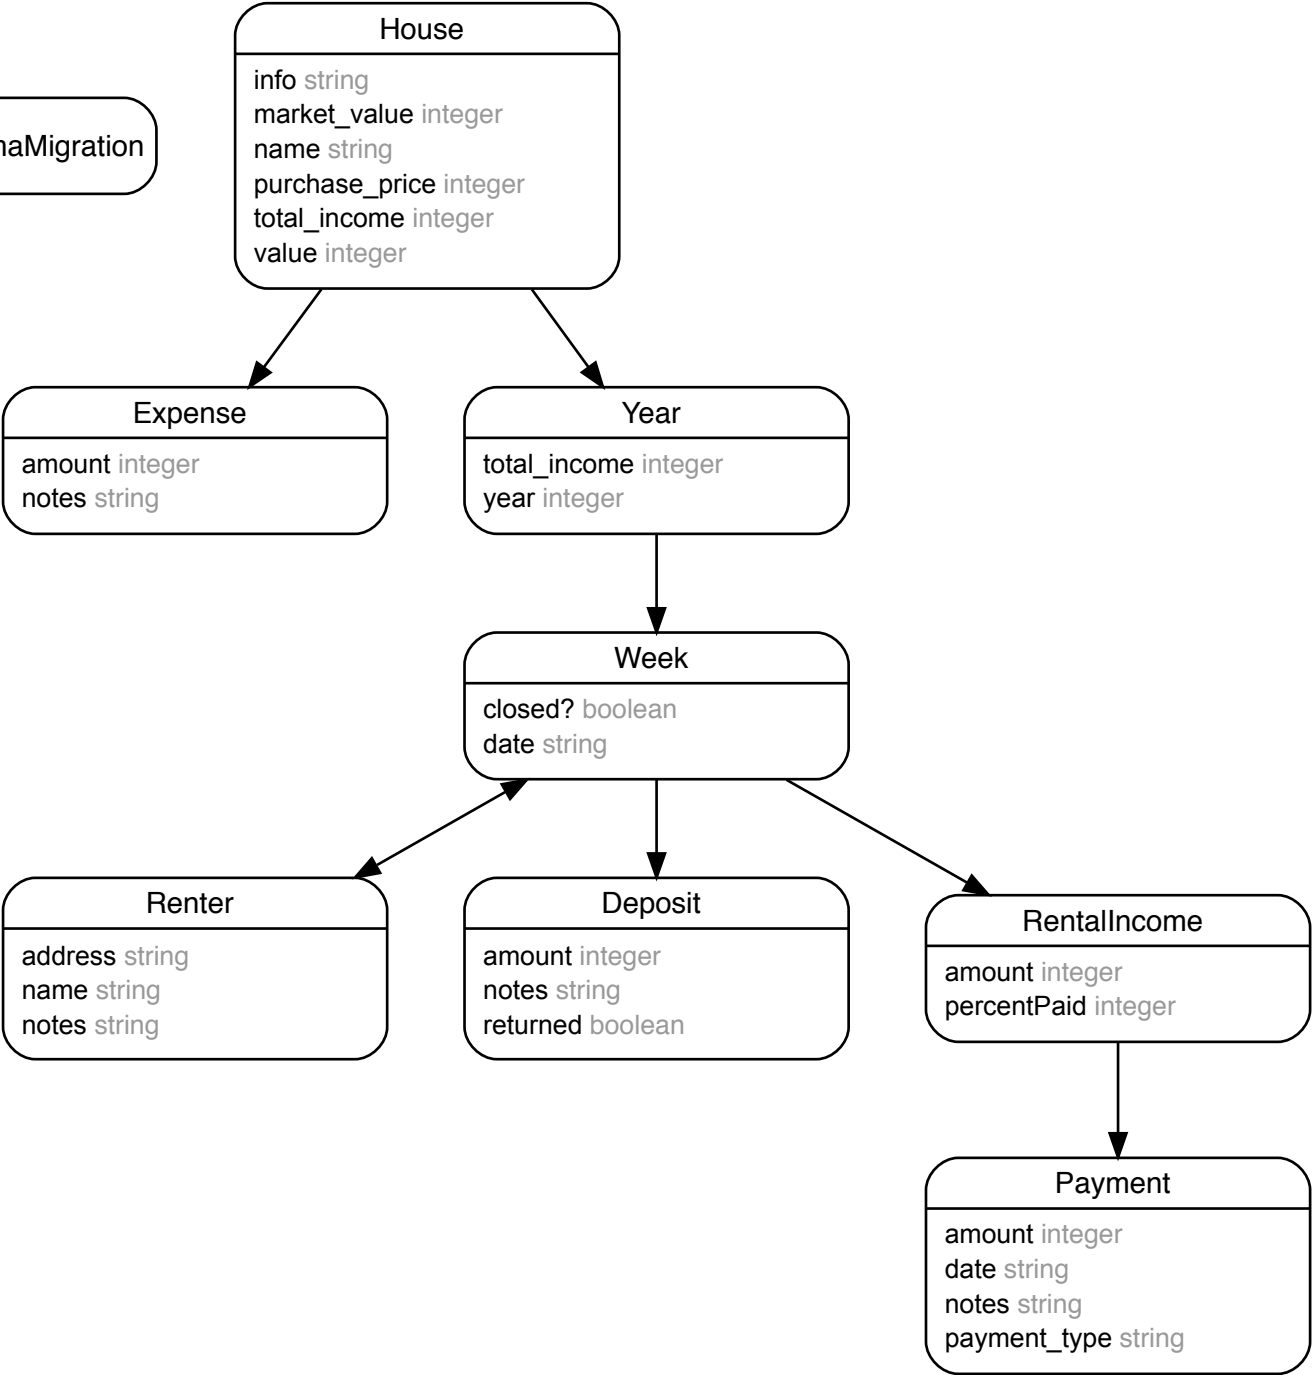 House
info string
market_value integer
name string
purchase_price integer
total_income integer
value integer
naMigration
Expense
amount integer
notes string
Year
total_income integer
year integer
Week
closed? boolean
date string
Renter
address string
name string
notes string
Deposit
amount integer
notes string
returned boolean
RentalIncome
amount integer
percentPaid integer
Payment
amount integer
date string
notes string
payment_type string